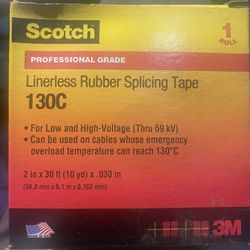 Scotch
1
ROLL
PROFESSIONAL GRADE
Linerless Rubber Splicing Tape
130C
• For Low and High-Voltage (Thru 69 kV)
• Can be used on cables whose emergency
overload temperature can reach 130°C
2 in x 30 ft (10 yd) x .030 in
(50,8 mm x 9,1 m x 0,762 mm)
3M